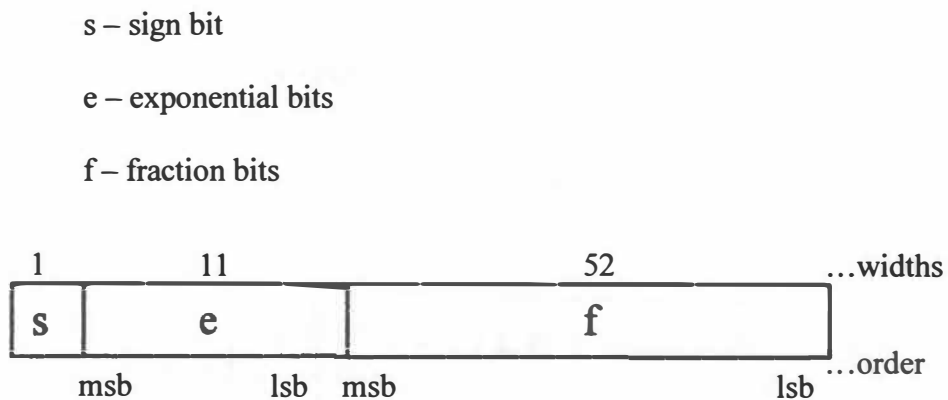 s – sign bit
e – exponential bits
f – fraction bits
1 11 52 ...widths
s e f
...order
msb lsb msb lsb